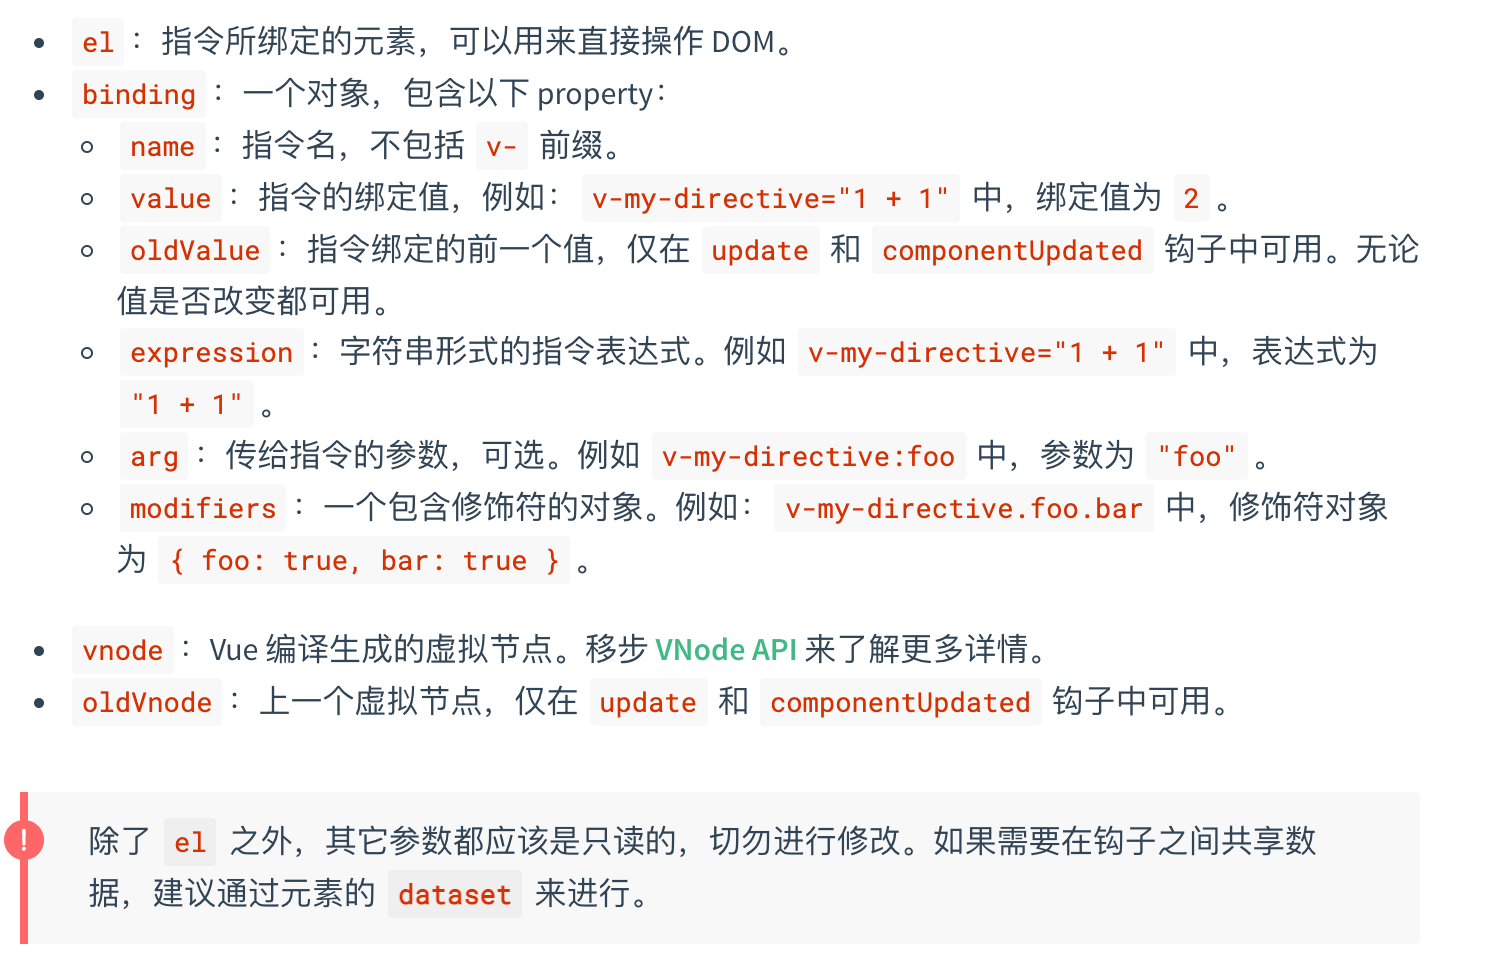 el：指令所绑定的元素，可以用来直接操作 DOM。
binding：一个对象，包含以下 property：
name：指令名，不包括 v- 前缀。
value：指令的绑定值，例如：v-my-directive="1 + 1" 中，绑定值为 2。
oldValue：指令绑定的前一个值，仅在 update 和 componentUpdated 钩子中可用。无论
值是否改变都可用。
expression：字符串形式的指令表达式。例如 v-my-directive="1 + 1" 中，表达式为
"1 + 1"。
arg：传给指令的参数，可选。例如 v-my-directive:foo 中，参数为 "foo"。
modifiers：一个包含修饰符的对象。例如：v-my-directive.foo.bar 中，修饰符对象
为 { foo: true, bar: true }。
vnode：Vue 编译生成的虚拟节点。移步 VNode API 来了解更多详情。
oldVnode：上一个虚拟节点，仅在 update 和 componentUpdated 钩子中可用。
除了 el 之外，其它参数都应该是只读的，切勿进行修改。如果需要在钩子之间共享数
据，建议通过元素的 dataset 来进行。